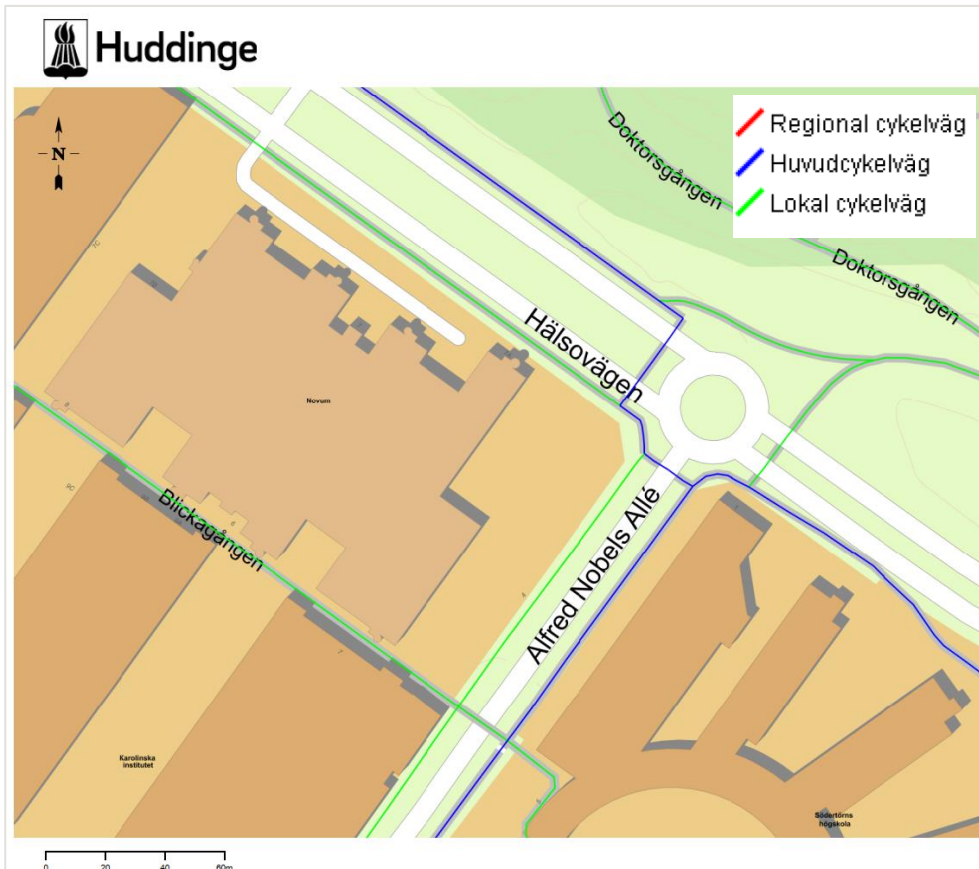 Huddinge
N
Regional cykelväg
Huvudcykelväg
Lokal cykelväg
Doktorsgången
Doktorsgången
Hälsovägen
Novum
Blickagången
Alfred Nobels Allé
Karolinska
institutet
Södertörns
högskola
0 20 40 60m